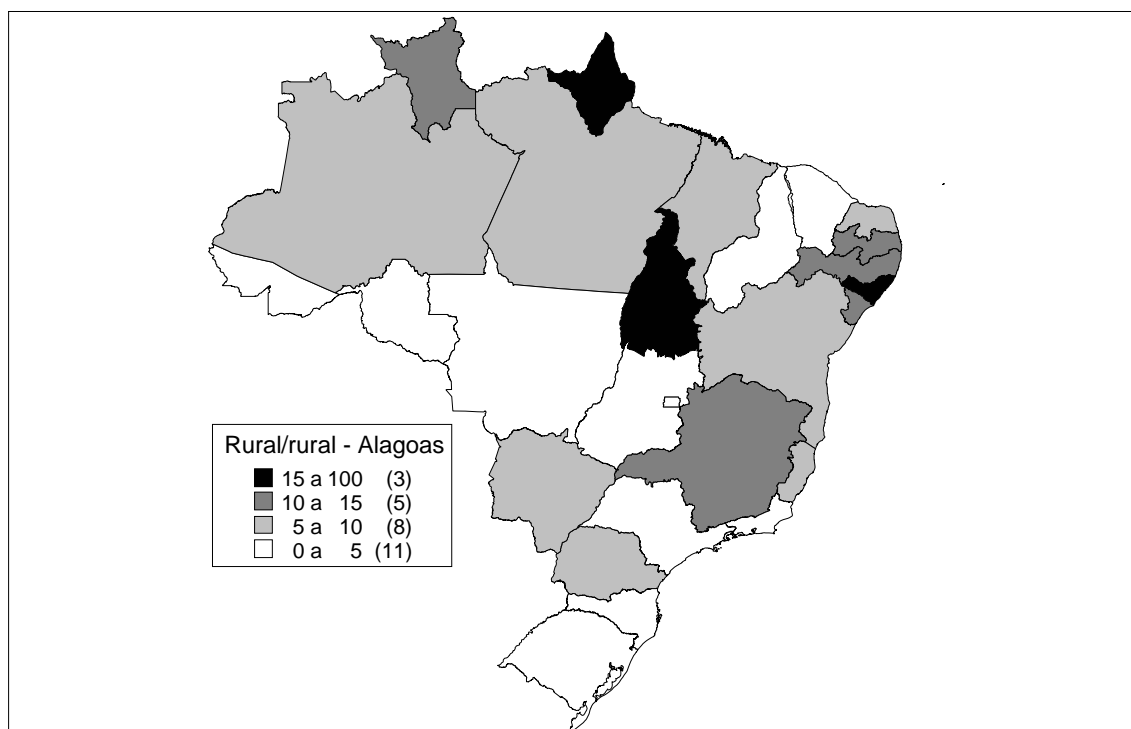 Rural/rural - Alagoas
15 a 100 (3)
10 a 15 (5)
5 a 10 (8)
0 a 5 (11)